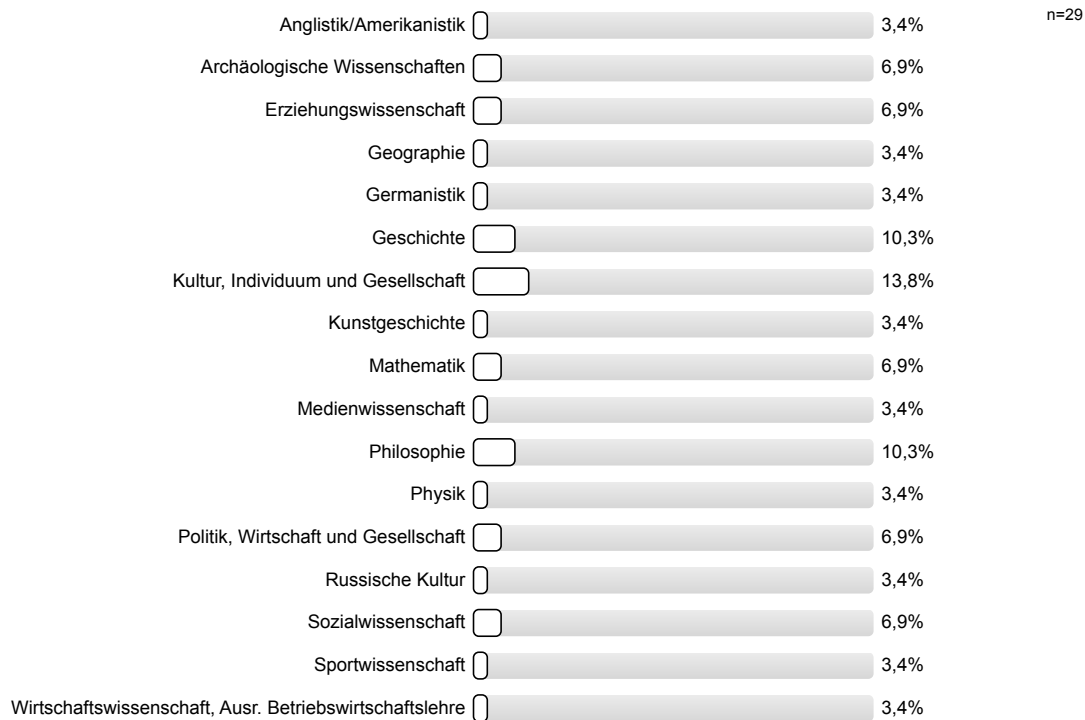 n=29
Anglistik/Amerikanistik 3,4%
Archäologische Wissenschaften 6,9%
Erziehungswissenschaft 6,9%
Geographie 3,4%
Germanistik 3,4%
Geschichte 10,3%
Kultur, Individuum und Gesellschaft 13,8%
Kunstgeschichte 3,4%
Mathematik 6,9%
Medienwissenschaft 3,4%
Philosophie 10,3%
Physik 3,4%
Politik, Wirtschaft und Gesellschaft 6,9%
Russische Kultur 3,4%
Sozialwissenschaft 6,9%
Sportwissenschaft 3,4%
Wirtschaftswissenschaft, Ausr. Betriebswirtschaftslehre 3,4%